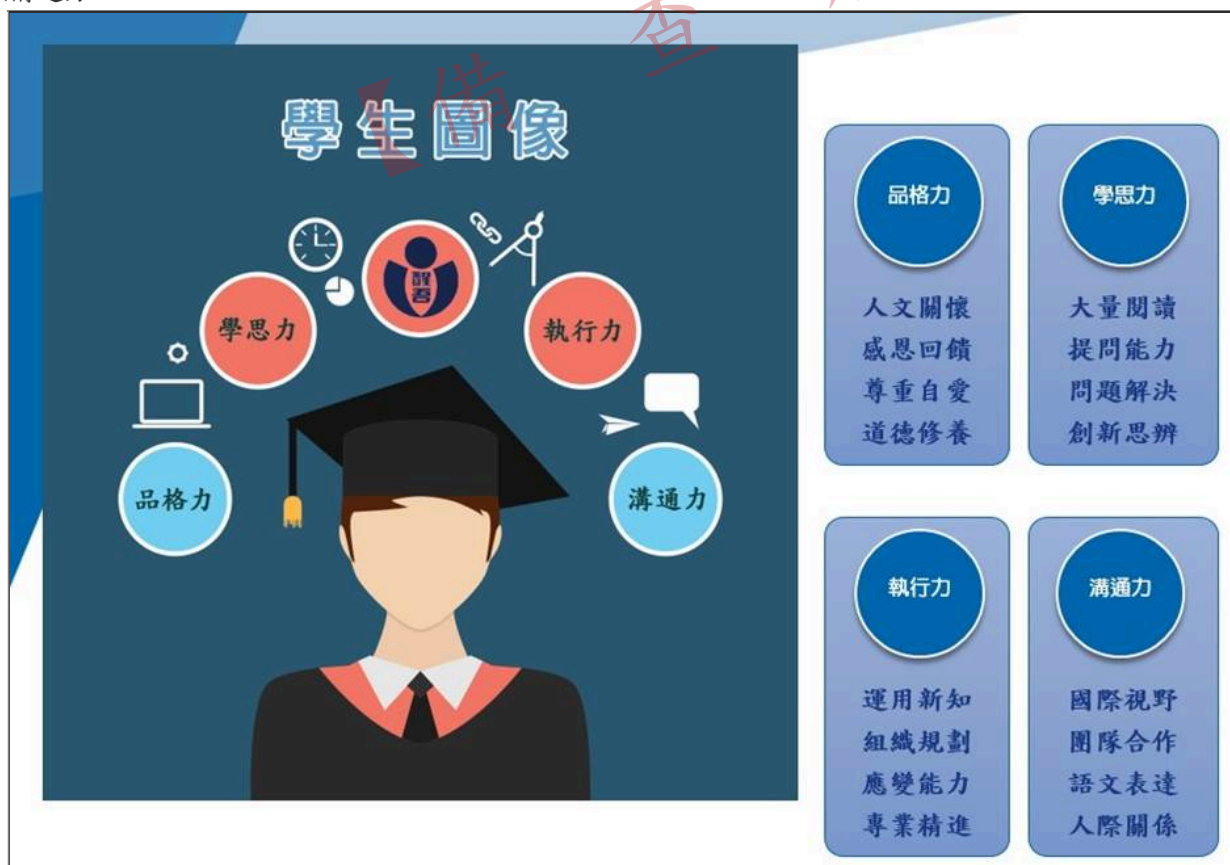 學生圖像
醒吾
學思力
執行力
品格力
溝通力
品格力
人文關懷
感恩回饋
尊重自愛
道德修養
學思力
大量閱讀
提問能力
問題解決
創新思辨
執行力
運用新知
組織規劃
應變能力
專業精進
溝通力
國際視野
團隊合作
語文表達
人際關係
【備查